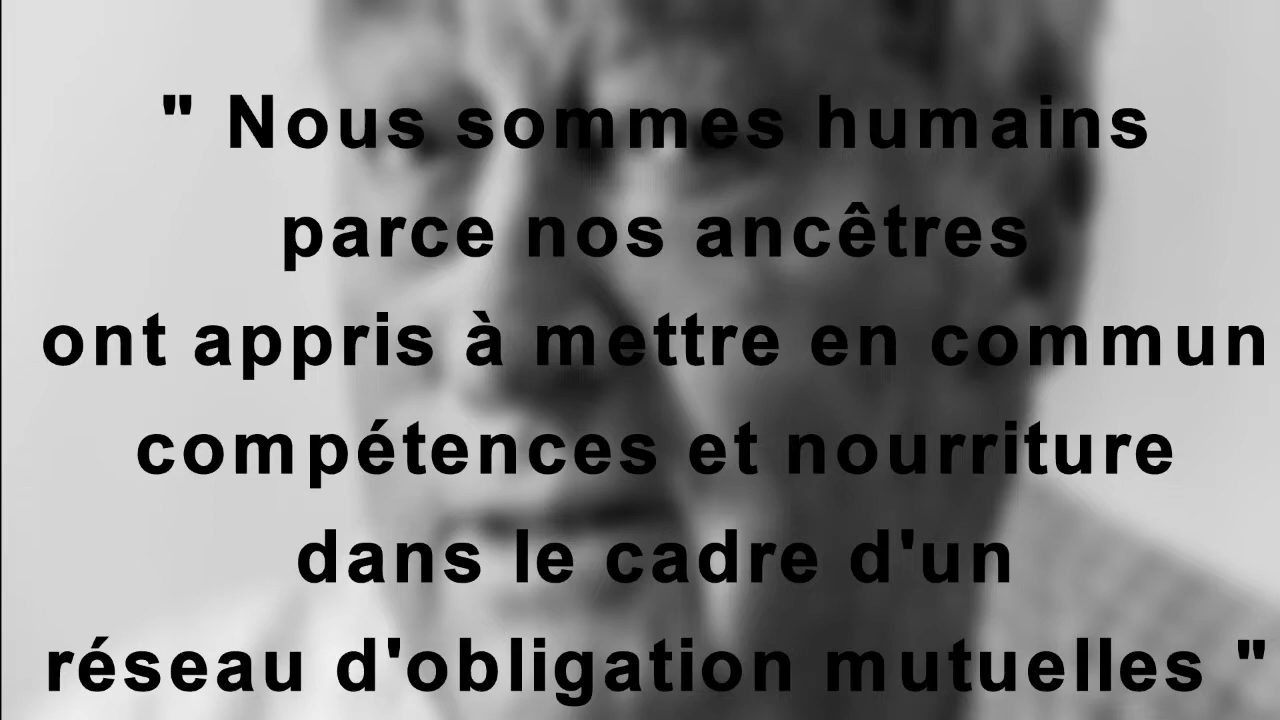 " Nous sommes humains
parce nos ancêtres
ont appris à mettre en commun
compétences et nourriture
dans le cadre d'un
réseau d'obligation mutuelles "